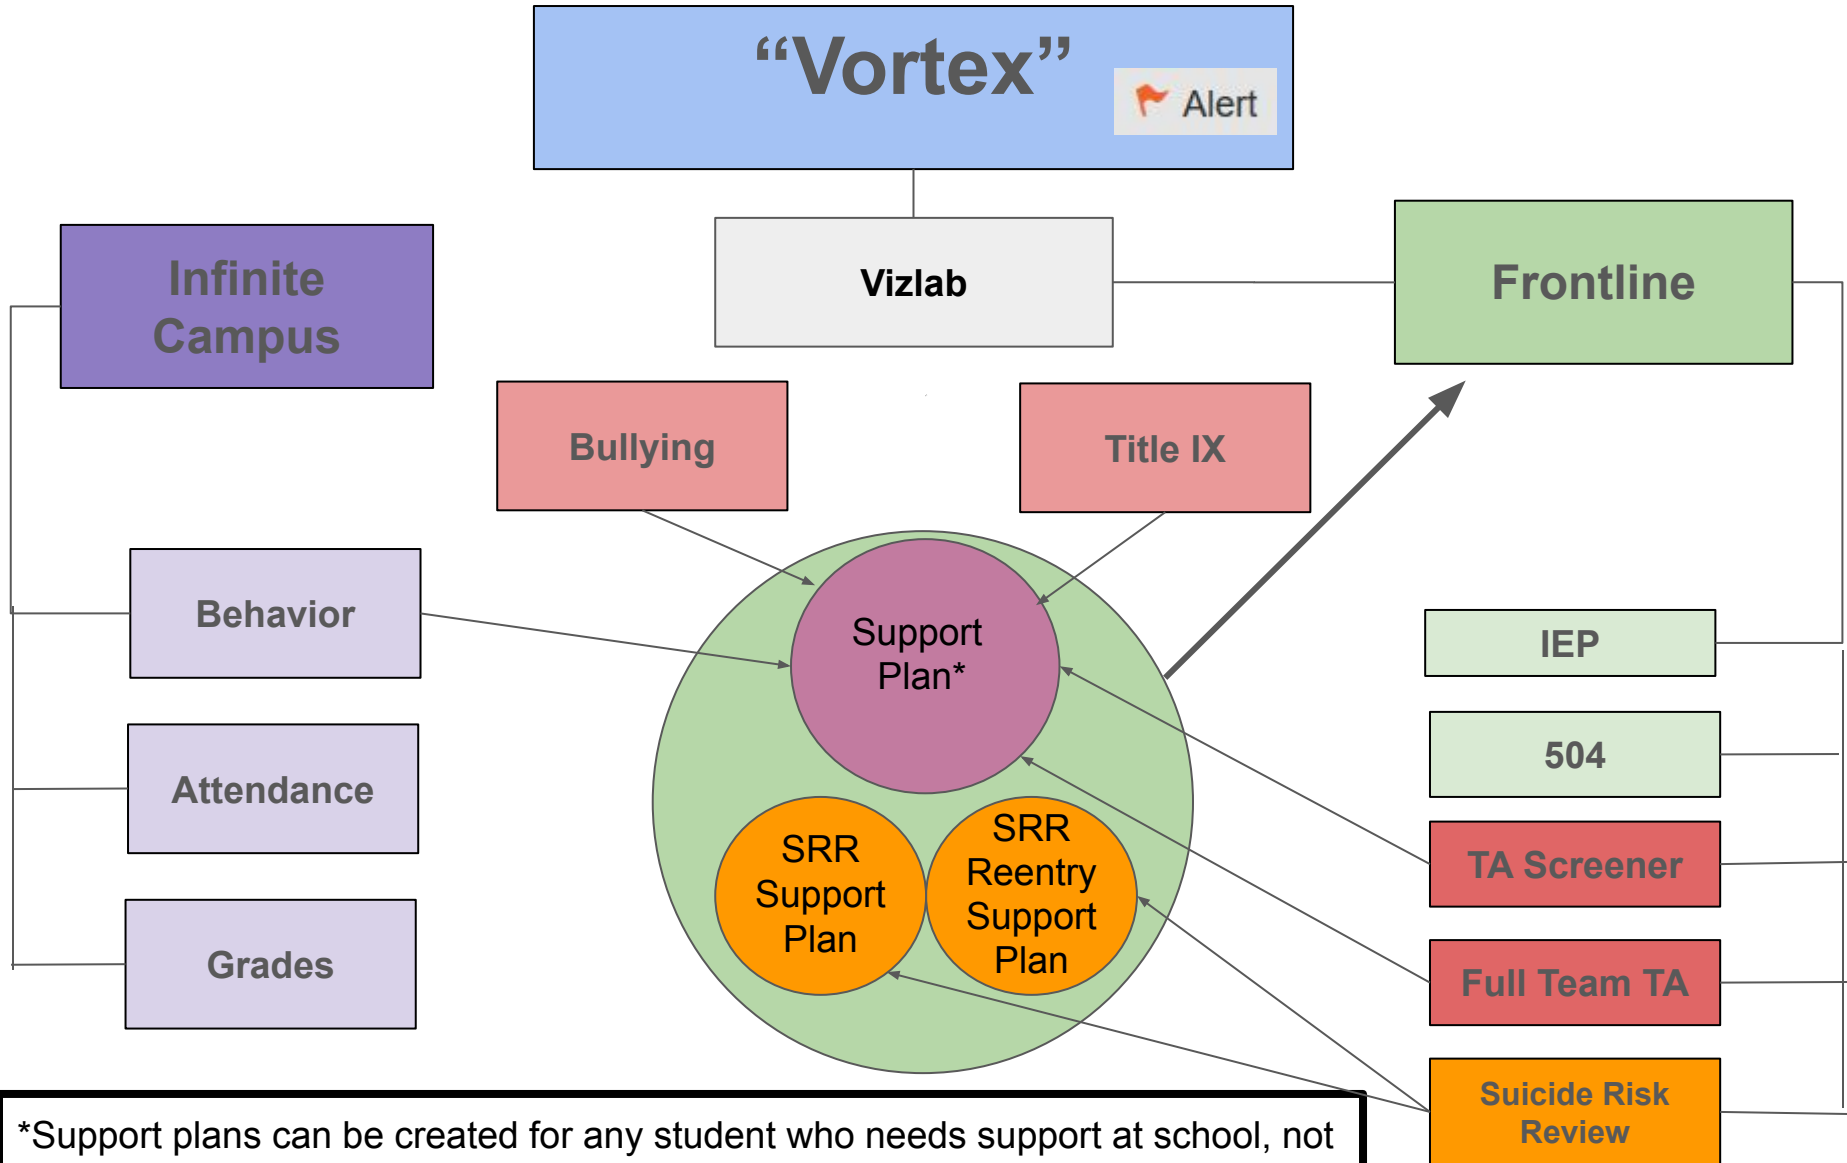 “Vortex”
Alert
Infinite
Campus
Vizlab
Frontline
Bullying
Title IX
Behavior
Attendance
Grades
Support
Plan*
SRR
Support
Plan
SRR
Reentry
Support
Plan
IEP
504
TA Screener
Full Team TA
Suicide Risk
Review
*Support plans can be created for any student who needs support at school, not